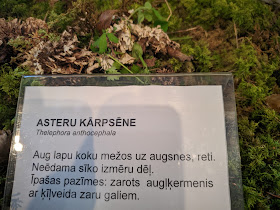 ASTERU KĀRPSĒNE
Thelephora anthocephala
Aug lapu koku mežos uz augsnes, reti.
Neēdama sīko izmēru dēļ.
Īpašas pazīmes: zarots augļķermenis
ar ķīļveida zaru galiem.